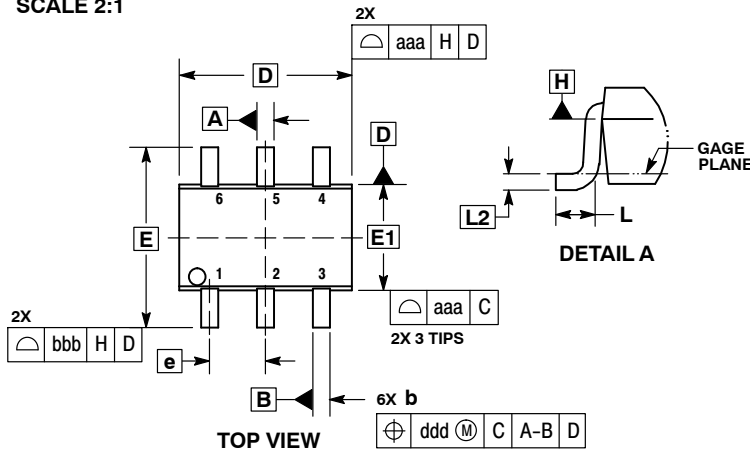 SCALE 2:1
2X
⌓ aaa H D
D
A
D
H
GAGE
PLANE
6 5 4
E
E1
L2
L
DETAIL A
1 2 3
⌓ aaa C
2X 3 TIPS
2X
⌓ bbb H D
e
B
6X b
⌖ ddd Ⓜ C A-B D
TOP VIEW